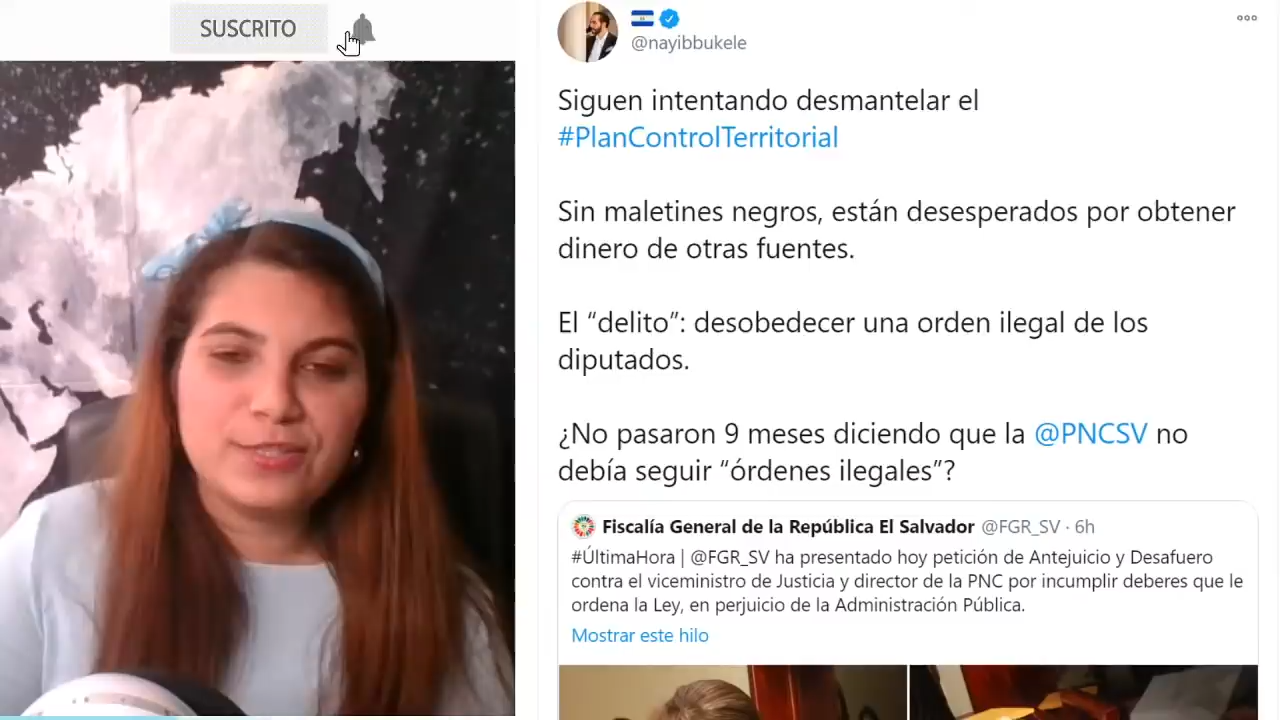 SUSCRITO
@nayibbukele
Siguen intentando desmantelar el
#PlanControlTerritorial
Sin maletines negros, están desesperados por obtener
dinero de otras fuentes.
El “delito”: desobedecer una orden ilegal de los
diputados.
¿No pasaron 9 meses diciendo que la @PNCSV no
debía seguir “órdenes ilegales”?
Fiscalía General de la República El Salvador @FGR_SV · 6h
#ÚltimaHora | @FGR_SV ha presentado hoy petición de Antejuicio y Desafuero
contra el viceministro de Justicia y director de la PNC por incumplir deberes que le
ordena la Ley, en perjuicio de la Administración Pública.
Mostrar este hilo